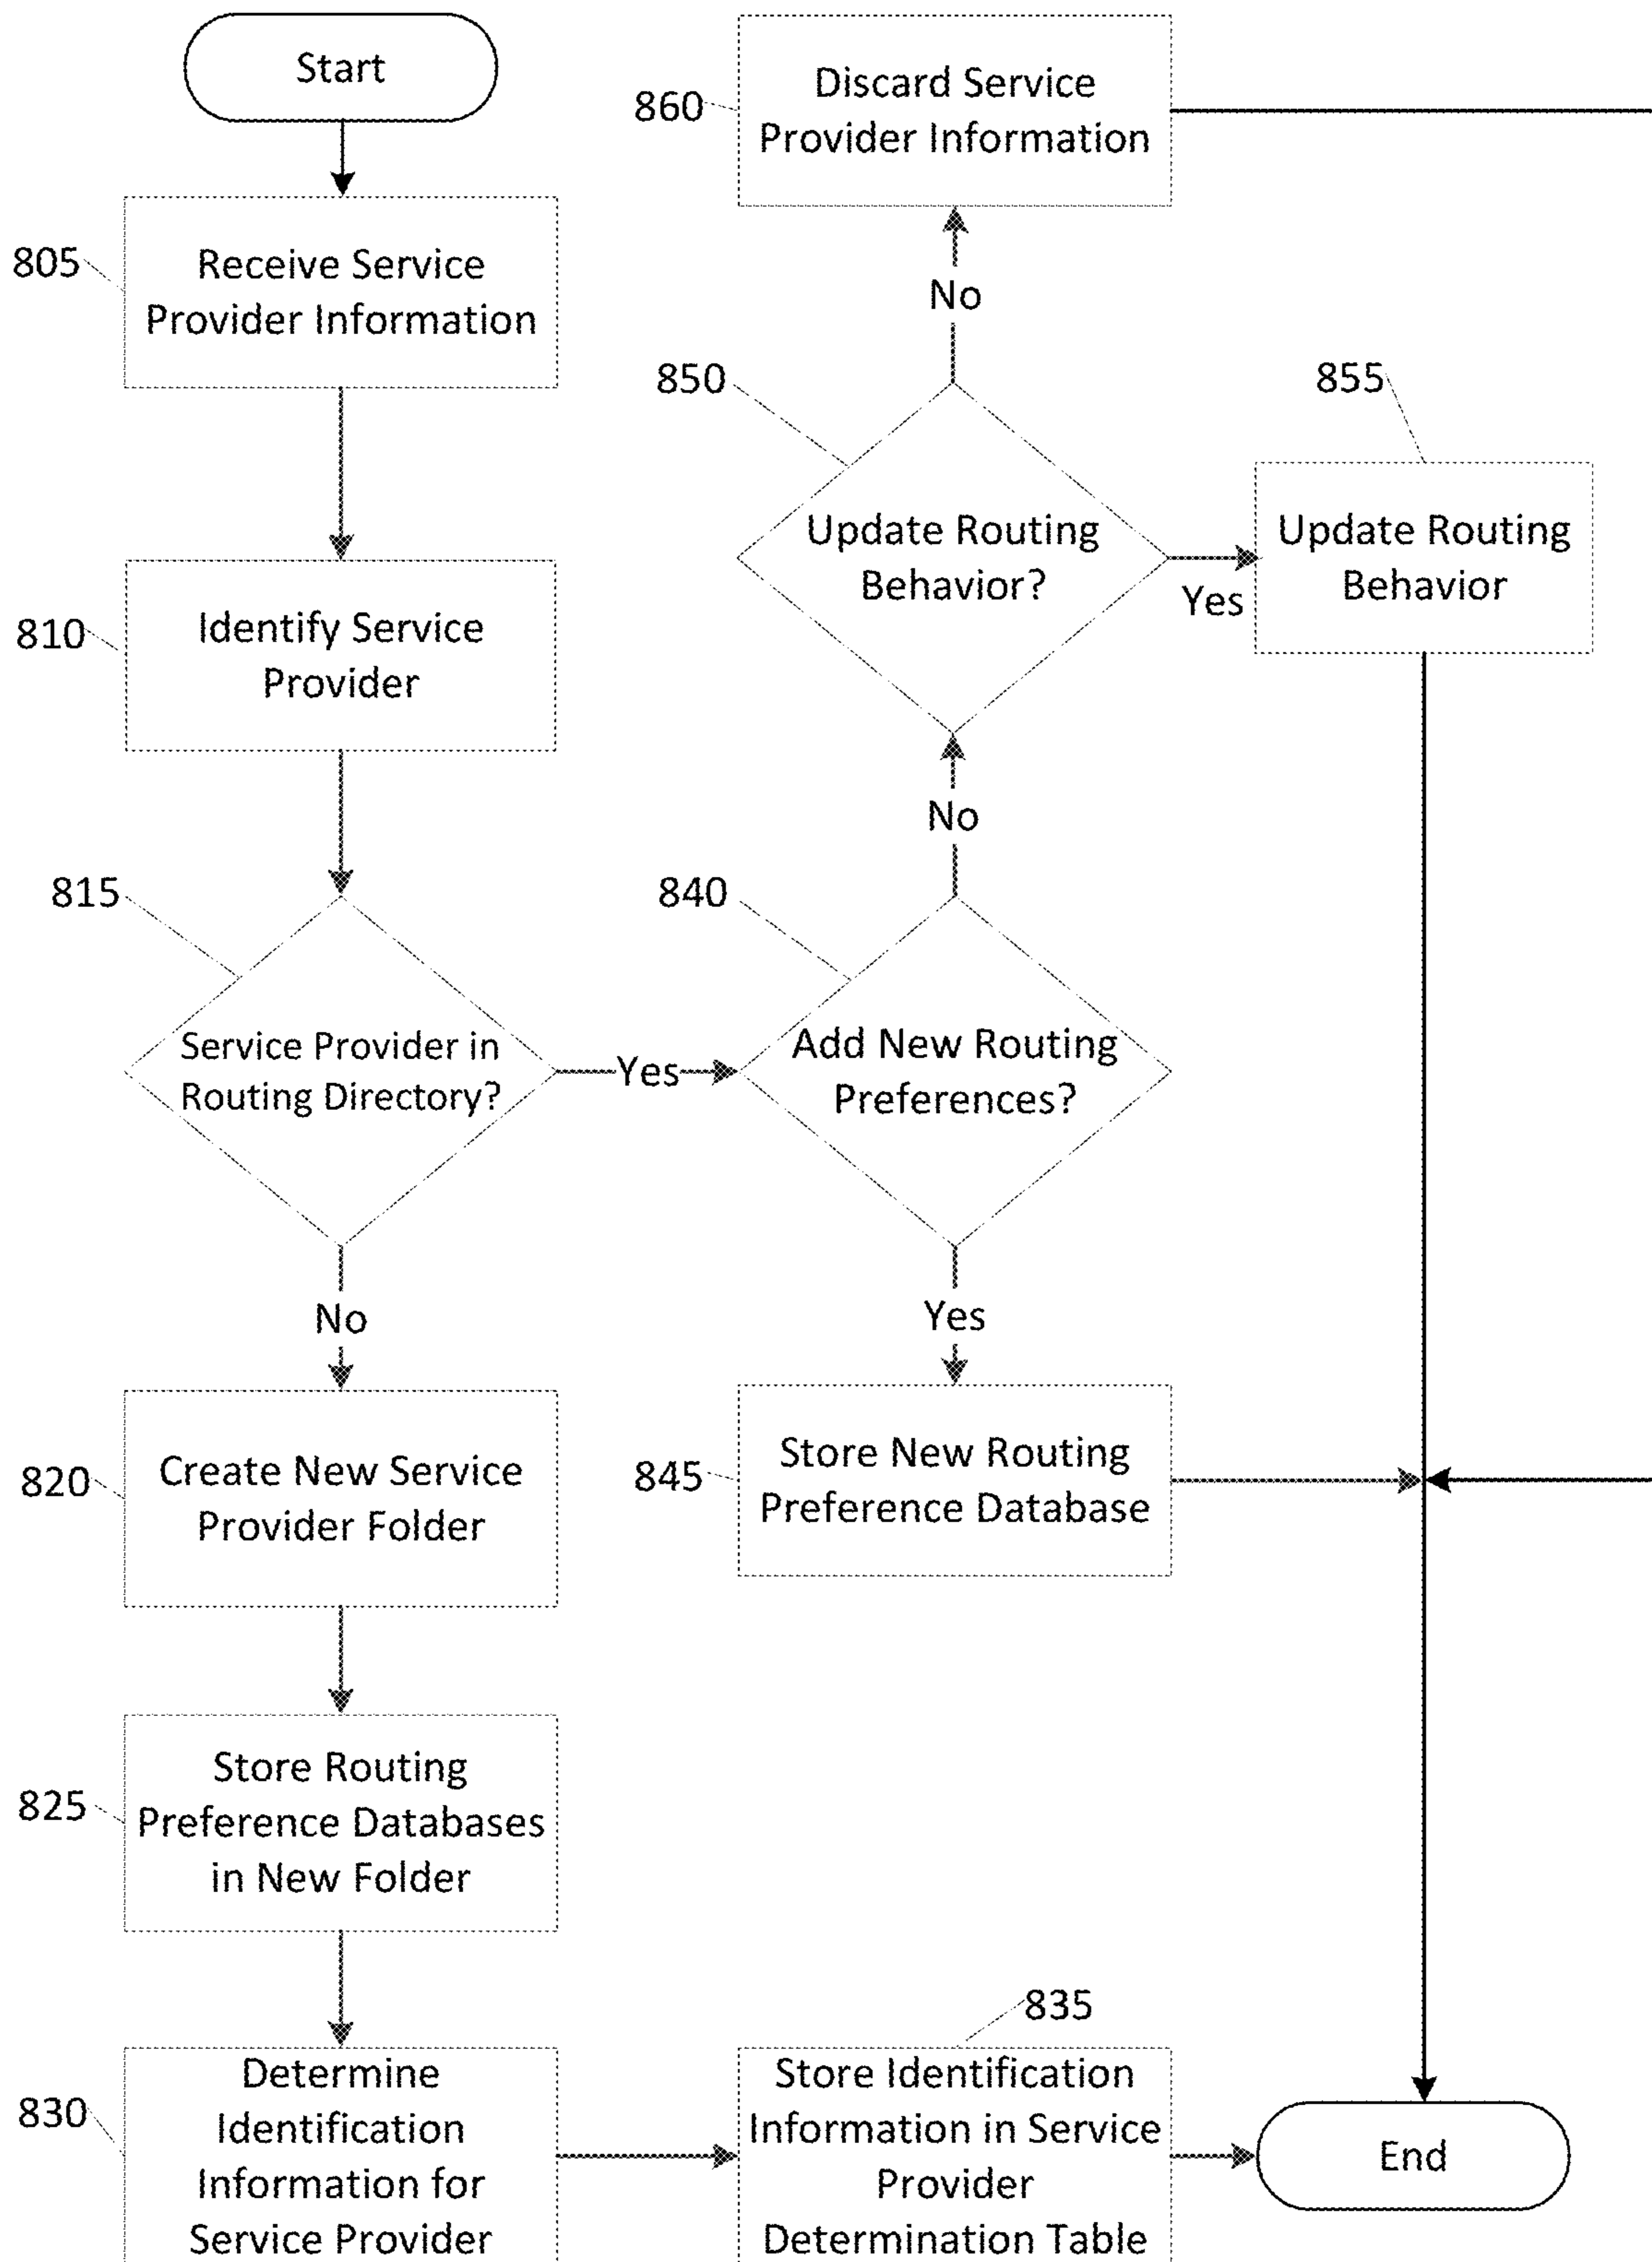 Start
805
Receive Service
Provider Information
810
Identify Service
Provider
815
Service Provider in
Routing Directory?
Yes
No
820
Create New Service
Provider Folder
825
Store Routing
Preference Databases
in New Folder
830
Determine
Identification
Information for
Service Provider
835
Store Identification
Information in Service
Provider
Determination Table
840
Add New Routing
Preferences?
Yes
845
Store New Routing
Preference Database
No
850
Update Routing
Behavior?
Yes
855
Update Routing
Behavior
No
860
Discard Service
Provider Information
End